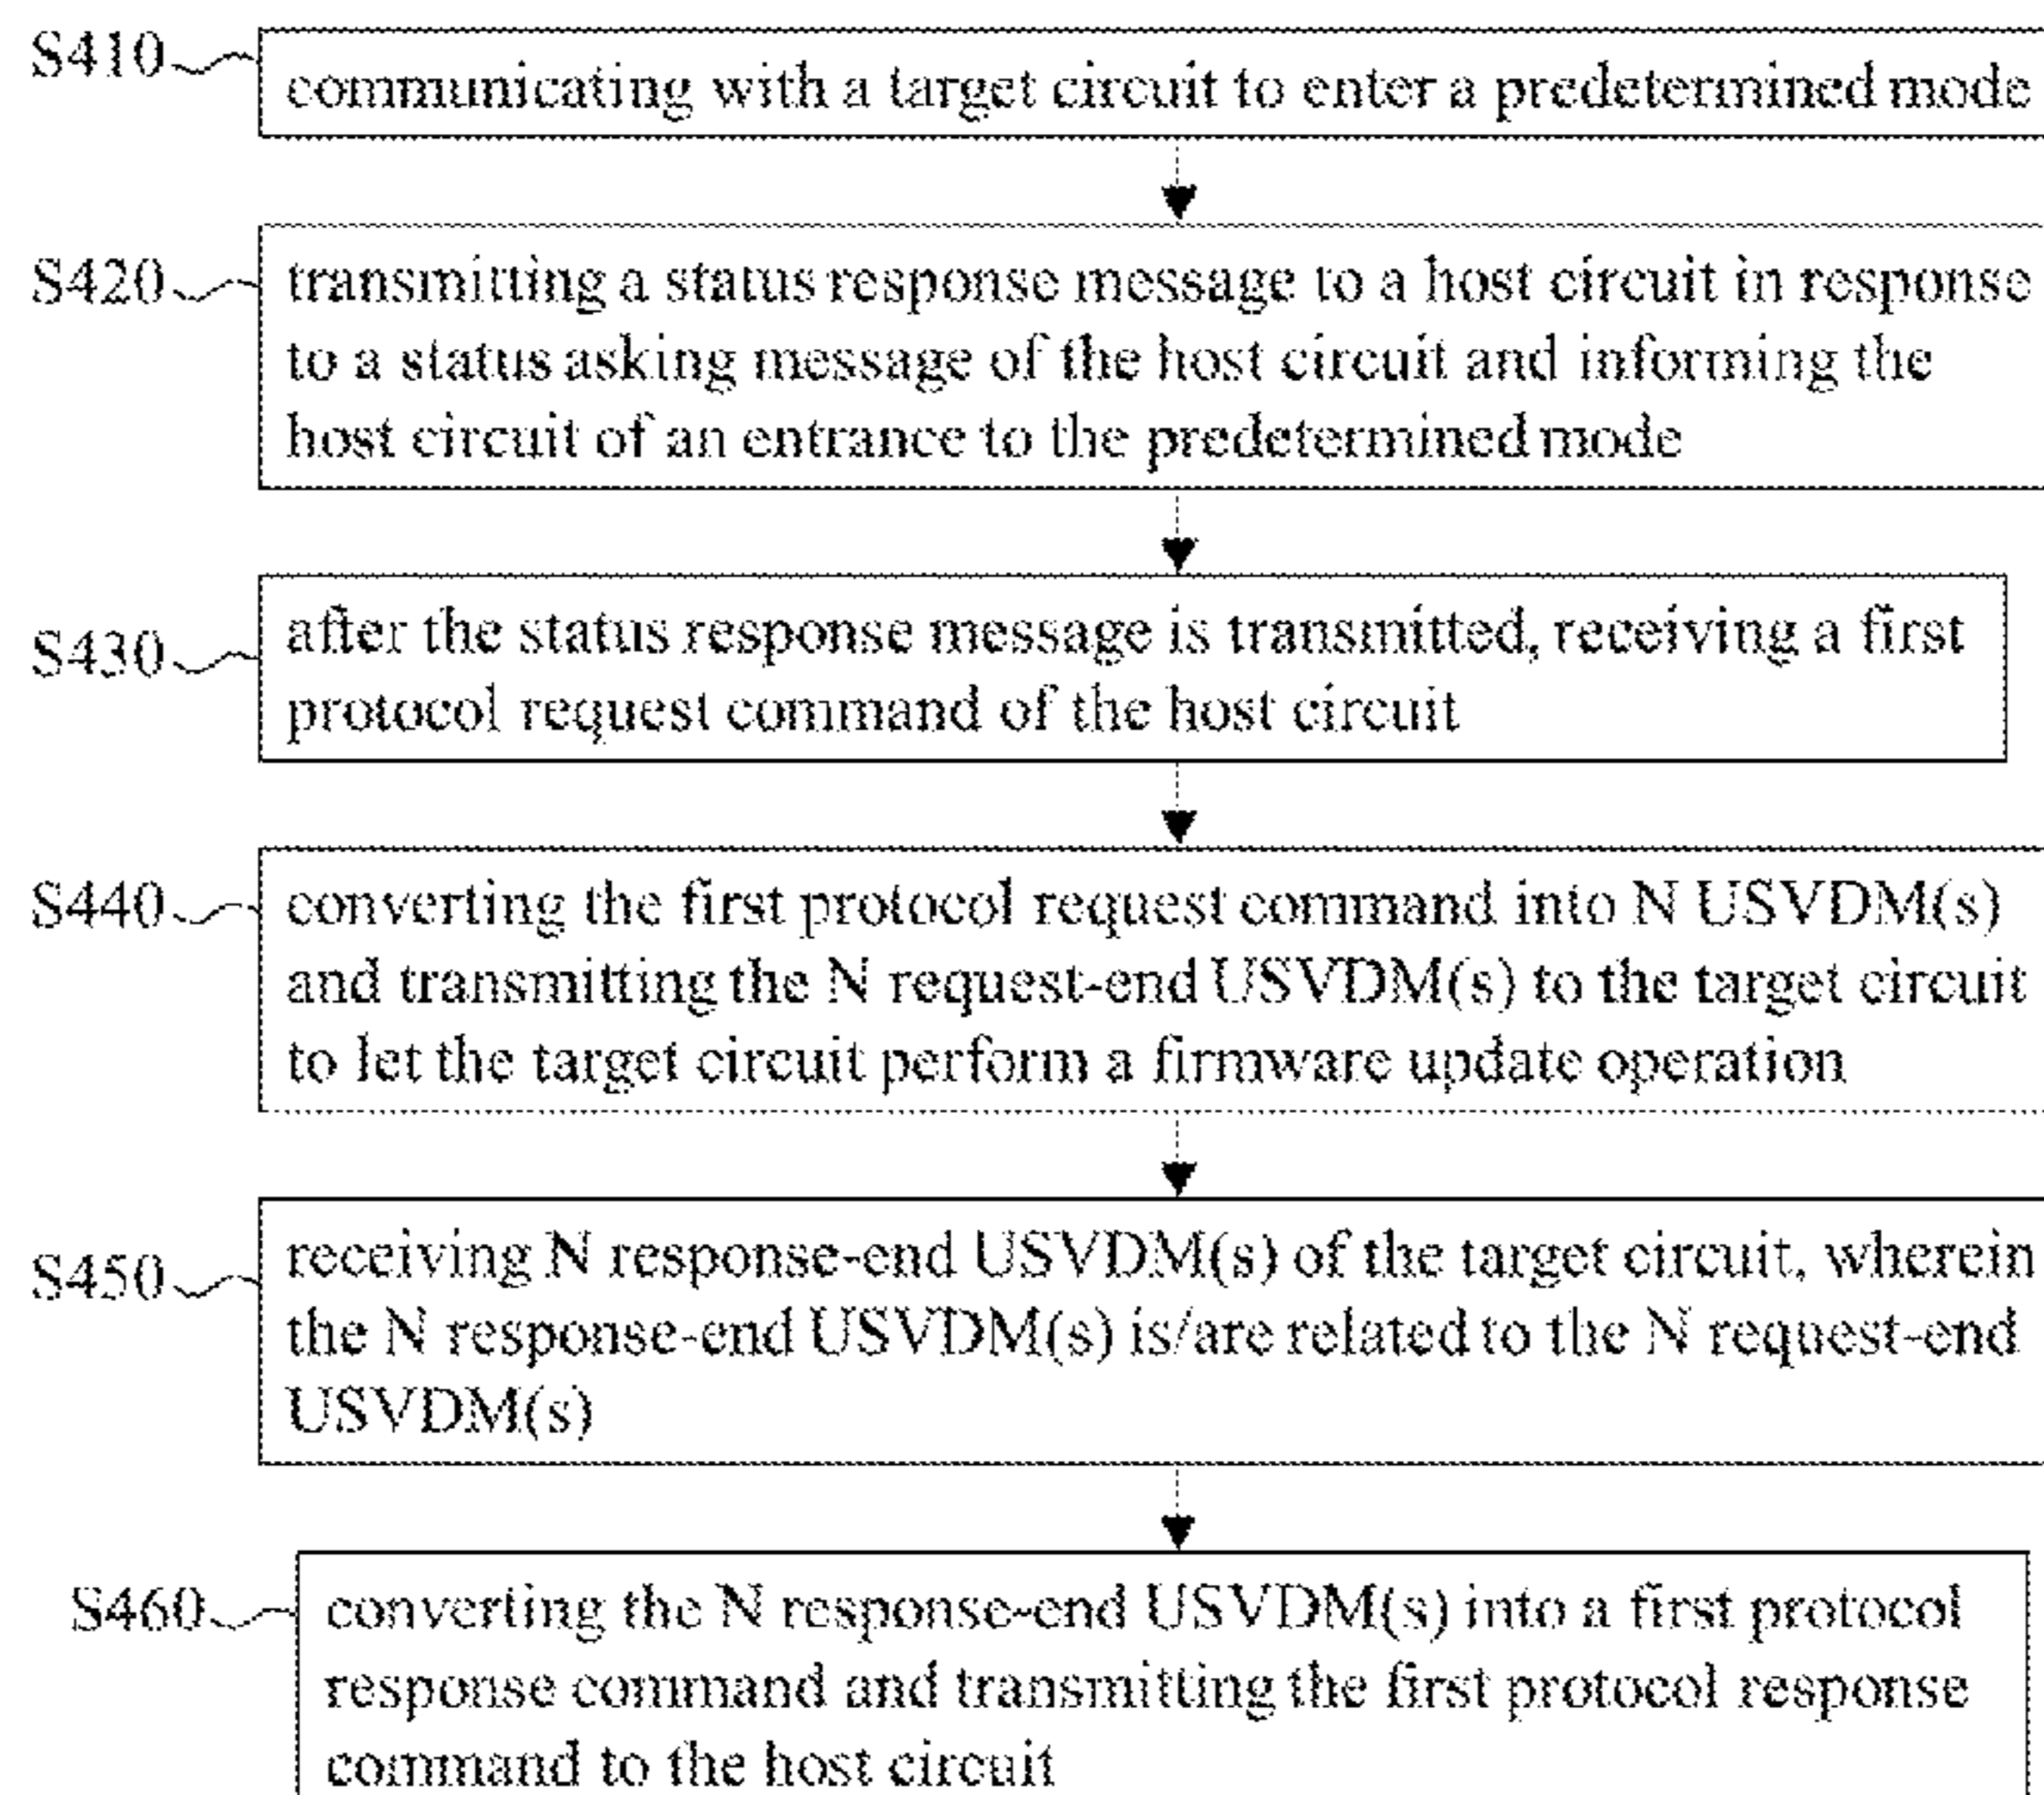 S410
communicating with a target circuit to enter a predetermined mode
S420
transmitting a status response message to a host circuit in response
to a status asking message of the host circuit and informing the
host circuit of an entrance to the predetermined mode
S430
after the status response message is transmitted, receiving a first
protocol request command of the host circuit
S440
converting the first protocol request command into N USVDM(s)
and transmitting the N request-end USVDM(s) to the target circuit
to let the target circuit perform a firmware update operation
S450
receiving N response-end USVDM(s) of the target circuit, wherein
the N response-end USVDM(s) is/are related to the N request-end
USVDM(s)
S460
converting the N response-end USVDM(s) into a first protocol
response command and transmitting the first protocol response
command to the host circuit